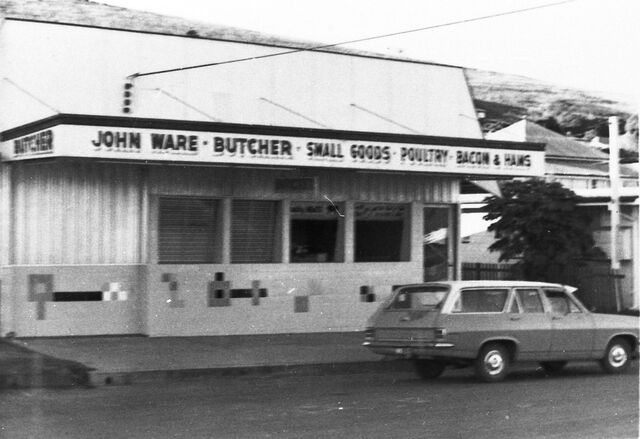 BUTCHER
JOHN WARE · BUTCHER · SMALL GOODS · POULTRY · BACON & HAMS